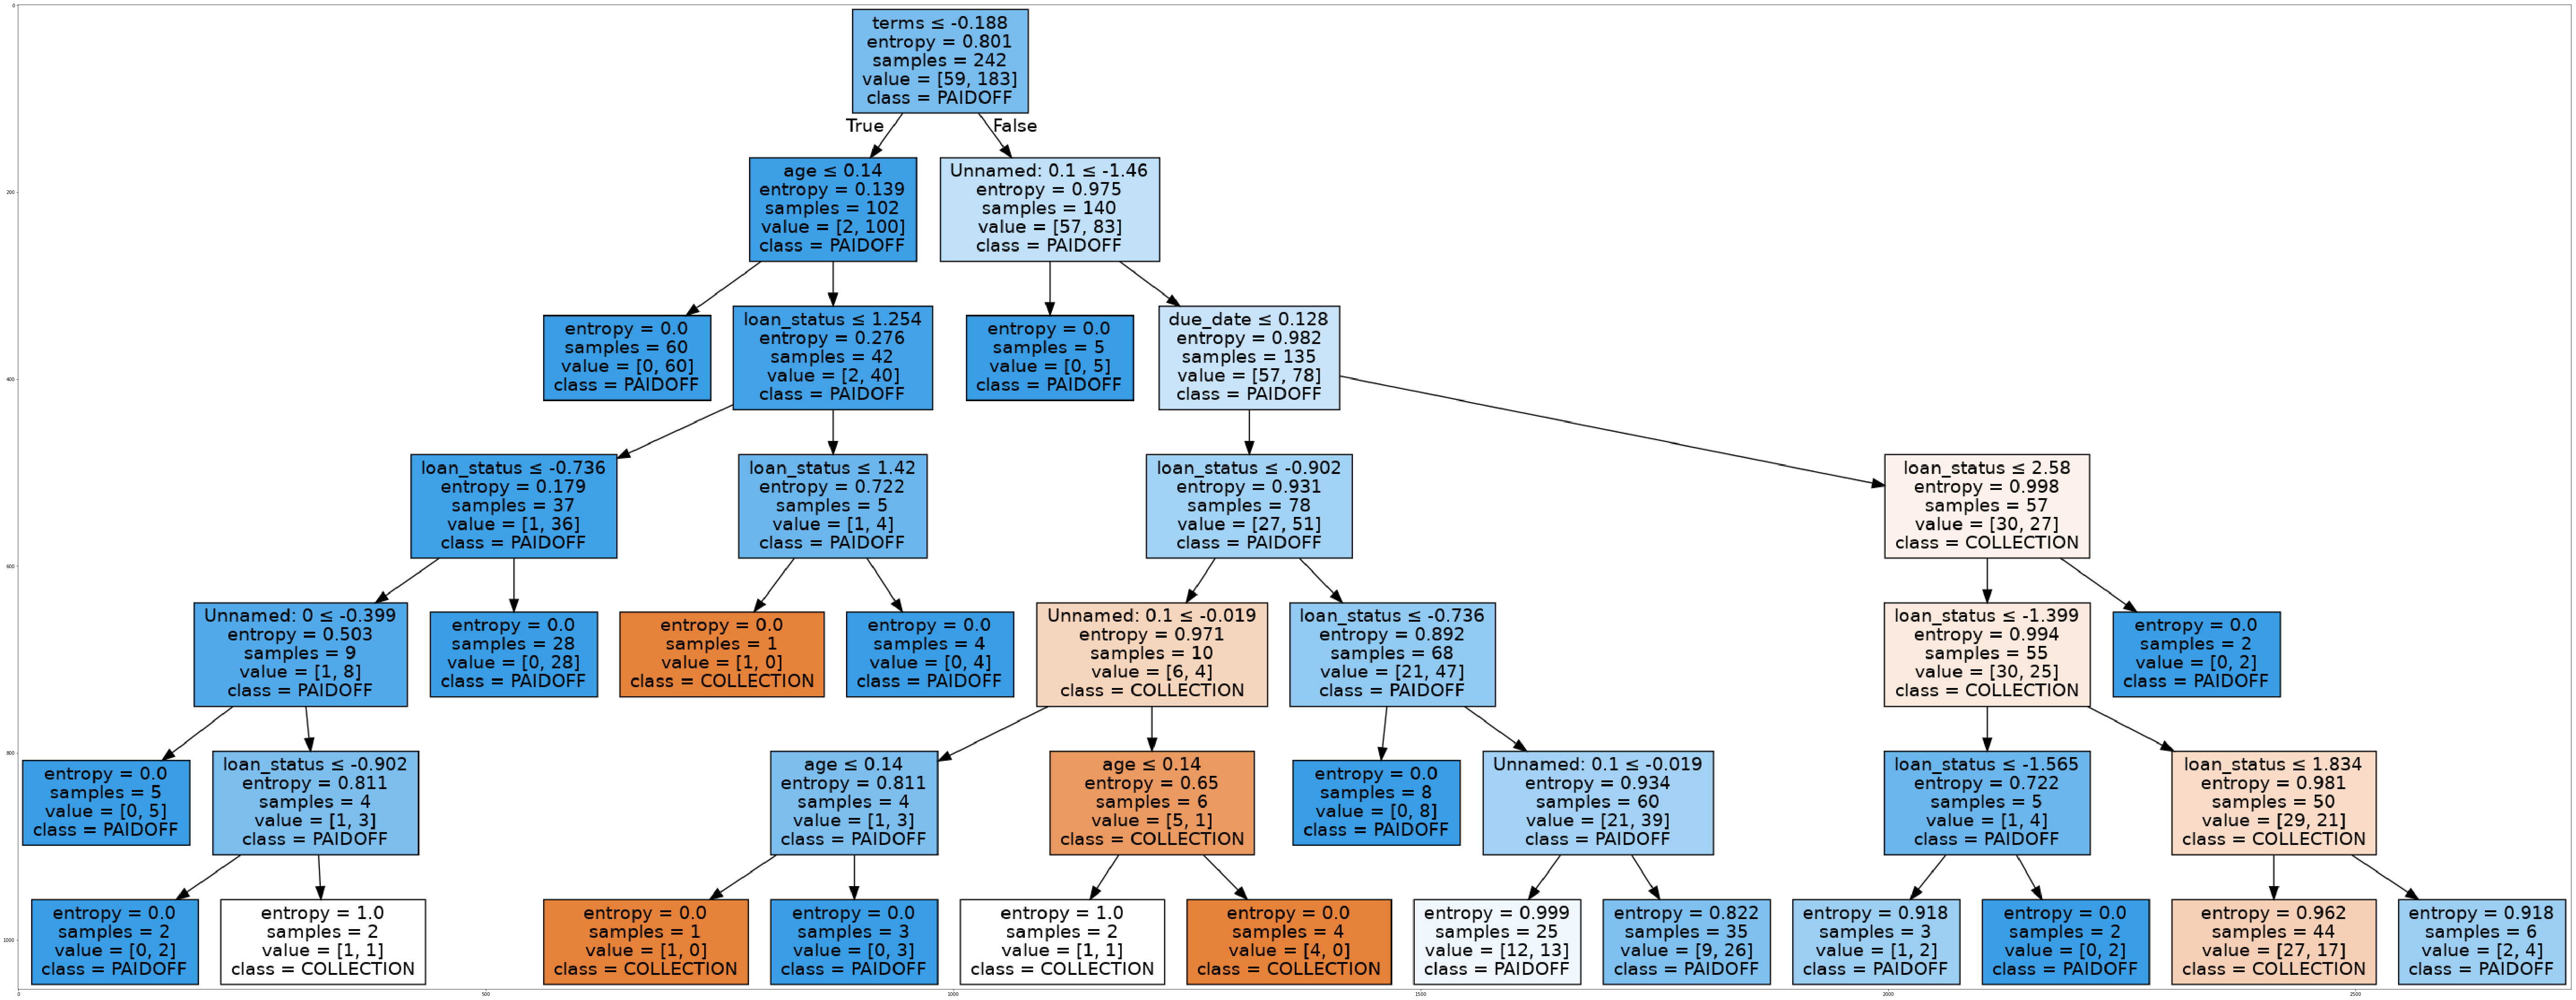 terms ≤ -0.188
entropy = 0.801
samples = 242
value = [59, 183]
class = PAIDOFF
True
False
age ≤ 0.14
entropy = 0.139
samples = 102
value = [2, 100]
class = PAIDOFF
Unnamed: 0.1 ≤ -1.46
entropy = 0.975
samples = 140
value = [57, 83]
class = PAIDOFF
entropy = 0.0
samples = 60
value = [0, 60]
class = PAIDOFF
loan_status ≤ 1.254
entropy = 0.276
samples = 42
value = [2, 40]
class = PAIDOFF
entropy = 0.0
samples = 5
value = [0, 5]
class = PAIDOFF
due_date ≤ 0.128
entropy = 0.982
samples = 135
value = [57, 78]
class = PAIDOFF
loan_status ≤ -0.736
entropy = 0.179
samples = 37
value = [1, 36]
class = PAIDOFF
loan_status ≤ 1.42
entropy = 0.722
samples = 5
value = [1, 4]
class = PAIDOFF
loan_status ≤ -0.902
entropy = 0.931
samples = 78
value = [27, 51]
class = PAIDOFF
loan_status ≤ 2.58
entropy = 0.998
samples = 57
value = [30, 27]
class = COLLECTION
Unnamed: 0 ≤ -0.399
entropy = 0.503
samples = 9
value = [1, 8]
class = PAIDOFF
entropy = 0.0
samples = 28
value = [0, 28]
class = PAIDOFF
entropy = 0.0
samples = 1
value = [1, 0]
class = COLLECTION
entropy = 0.0
samples = 4
value = [0, 4]
class = PAIDOFF
Unnamed: 0.1 ≤ -0.019
entropy = 0.971
samples = 10
value = [6, 4]
class = COLLECTION
loan_status ≤ -0.736
entropy = 0.892
samples = 68
value = [21, 47]
class = PAIDOFF
loan_status ≤ -1.399
entropy = 0.994
samples = 55
value = [30, 25]
class = COLLECTION
entropy = 0.0
samples = 2
value = [0, 2]
class = PAIDOFF
entropy = 0.0
samples = 5
value = [0, 5]
class = PAIDOFF
loan_status ≤ -0.902
entropy = 0.811
samples = 4
value = [1, 3]
class = PAIDOFF
age ≤ 0.14
entropy = 0.811
samples = 4
value = [1, 3]
class = PAIDOFF
age ≤ 0.14
entropy = 0.65
samples = 6
value = [5, 1]
class = COLLECTION
entropy = 0.0
samples = 8
value = [0, 8]
class = PAIDOFF
Unnamed: 0.1 ≤ -0.019
entropy = 0.934
samples = 60
value = [21, 39]
class = PAIDOFF
loan_status ≤ -1.565
entropy = 0.722
samples = 5
value = [1, 4]
class = PAIDOFF
loan_status ≤ 1.834
entropy = 0.981
samples = 50
value = [29, 21]
class = COLLECTION
entropy = 0.0
samples = 2
value = [0, 2]
class = PAIDOFF
entropy = 1.0
samples = 2
value = [1, 1]
class = COLLECTION
entropy = 0.0
samples = 1
value = [1, 0]
class = COLLECTION
entropy = 0.0
samples = 3
value = [0, 3]
class = PAIDOFF
entropy = 1.0
samples = 2
value = [1, 1]
class = COLLECTION
entropy = 0.0
samples = 4
value = [4, 0]
class = COLLECTION
entropy = 0.999
samples = 25
value = [12, 13]
class = PAIDOFF
entropy = 0.822
samples = 35
value = [9, 26]
class = PAIDOFF
entropy = 0.918
samples = 3
value = [1, 2]
class = PAIDOFF
entropy = 0.0
samples = 2
value = [0, 2]
class = PAIDOFF
entropy = 0.962
samples = 44
value = [27, 17]
class = COLLECTION
entropy = 0.918
samples = 6
value = [2, 4]
class = PAIDOFF
0
200
400
600
800
1000
0
500
1000
1500
2000
2500